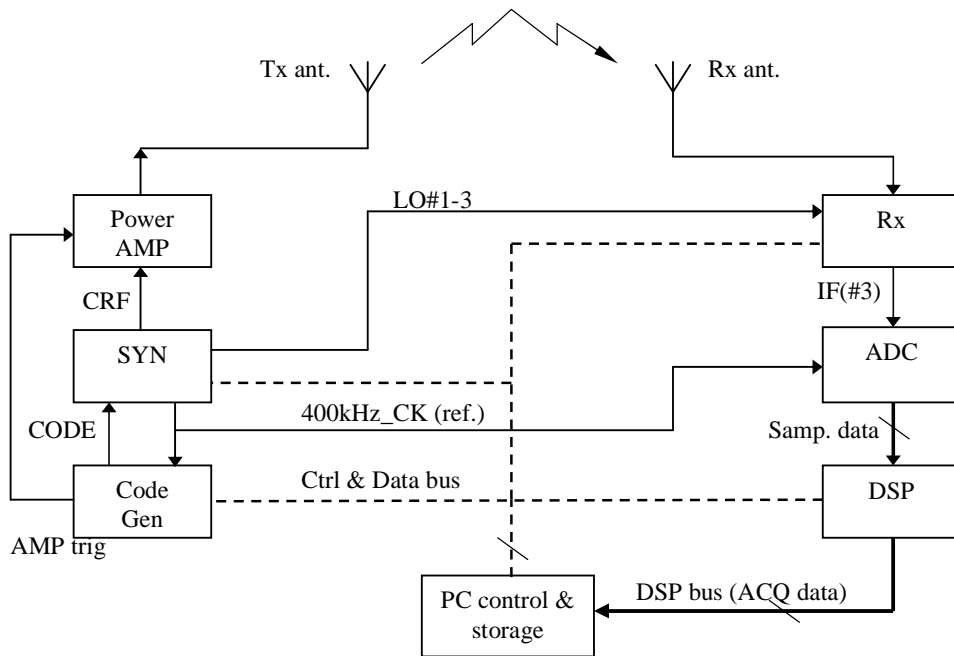 Tx ant.
Rx ant.
LO#1-3
Power
AMP
Rx
CRF
IF(#3)
SYN
ADC
400kHz_CK (ref.)
CODE
Samp. data
Code
Gen
Ctrl & Data bus
DSP
AMP trig
PC control &
storage
DSP bus (ACQ data)